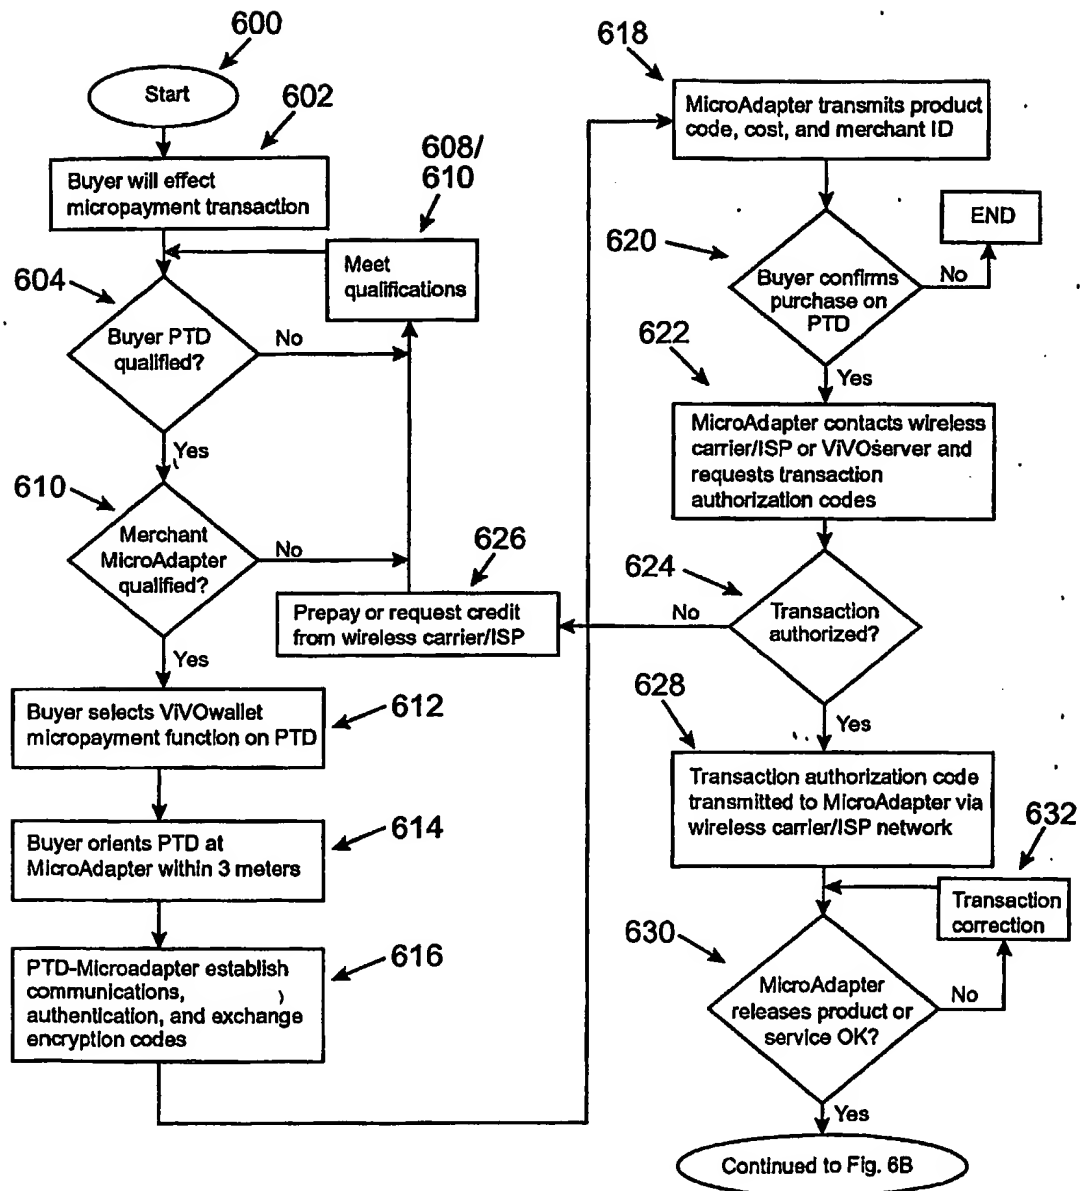 600
Start
602
Buyer will effect
micropayment transaction
608/
610
Meet
qualifications
604
Buyer PTD
qualified?
No
Yes
610
Merchant
MicroAdapter
qualified?
No
626
Prepay or request credit
from wireless carrier/ISP
Yes
Buyer selects ViVOwallet
micropayment function on PTD
612
Buyer orients PTD at
MicroAdapter within 3 meters
614
PTD-Microadapter establish
communications,
authentication, and exchange
encryption codes
616
618
MicroAdapter transmits product
code, cost, and merchant ID
END
620
Buyer confirms
purchase on
PTD
No
622
Yes
MicroAdapter contacts wireless
carrier/ISP or ViVOserver and
requests transaction
authorization codes
624
Transaction
authorized?
No
628
Yes
Transaction authorization code
transmitted to MicroAdapter via
wireless carrier/ISP network
632
Transaction
correction
630
MicroAdapter
releases product or
service OK?
No
Yes
Continued to Fig. 6B